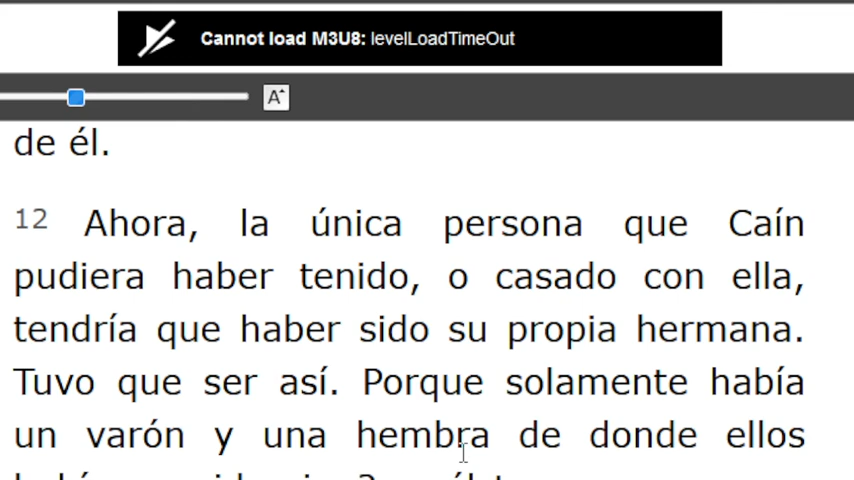 Cannot load M3U8: levelLoadTimeOut
A
de él.
12 Ahora, la única persona que Caín
pudiera haber tenido, o casado con ella,
tendría que haber sido su propia hermana.
Tuvo que ser así. Porque solamente había
un varón y una hembra de donde ellos